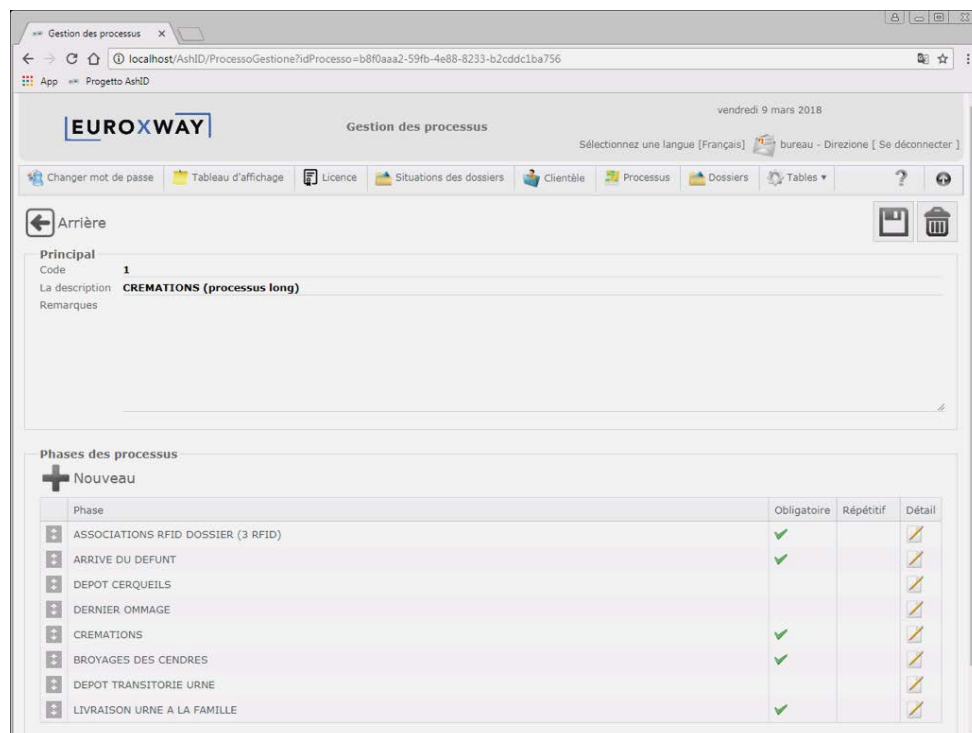 Gestion des processus
localhost/AshID/ProcessoGestione?idProcesso=b8f0aaa2-59fb-4e88-8233-b2cddc1ba756
App Progetto AshID
EUROXWAY
Gestion des processus
vendredi 9 mars 2018
Sélectionnez une langue [Français] bureau - Direzione [ Se déconnecter ]
Changer mot de passe Tableau d'affichage Licence Situations des dossiers Clientèle Processus Dossiers Tables ▾ ?
Arrière
Principal
Code 1
La description CREMATIONS (processus long)
Remarques
Phases des processus
Nouveau
Phase Obligatoire Répétitif Détail
ASSOCIATIONS RFID DOSSIER (3 RFID)
ARRIVE DU DEFUNT
DEPOT CERQUEILS
DERNIER OMMAGE
CREMATIONS
BROYAGES DES CENDRES
DEPOT TRANSITORIE URNE
LIVRAISON URNE A LA FAMILLE